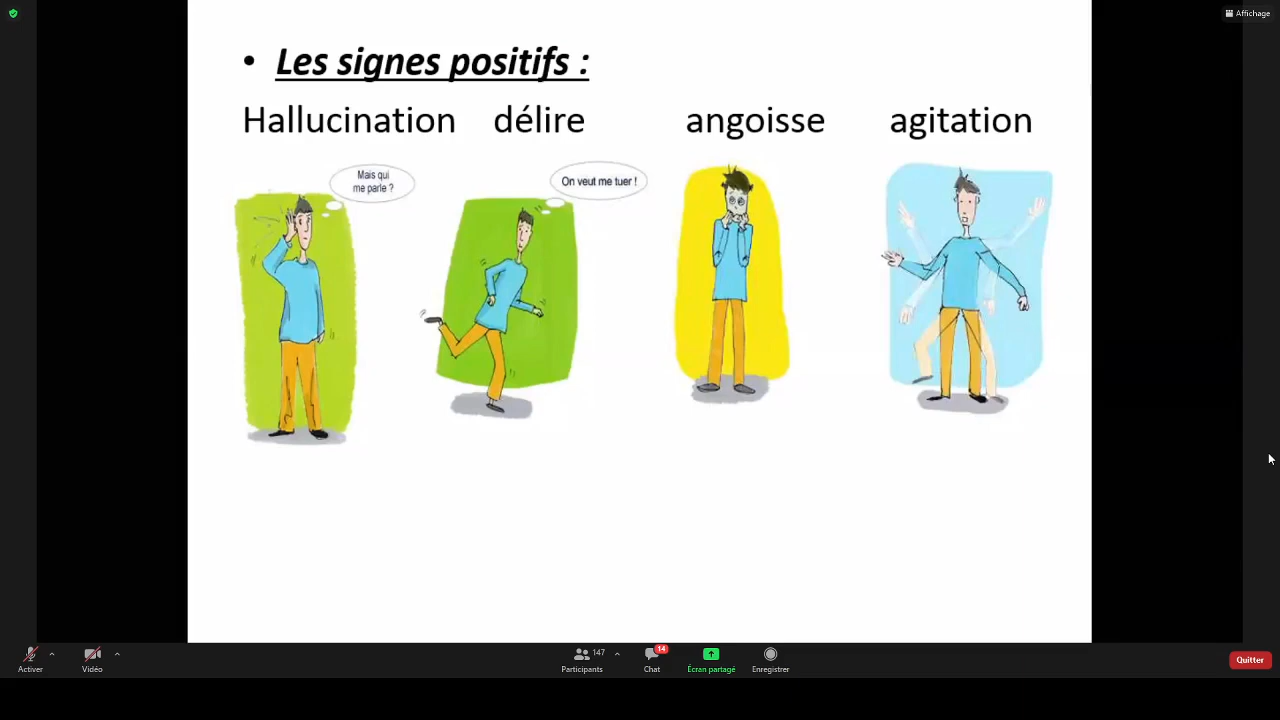 Affichage
• Les signes positifs :
Hallucination délire angoisse agitation
Mais qui
me parle ?
On veut me tuer !
147
14
Activer
Vidéo
Participants
Chat
Écran partagé
Enregistrer
Quitter